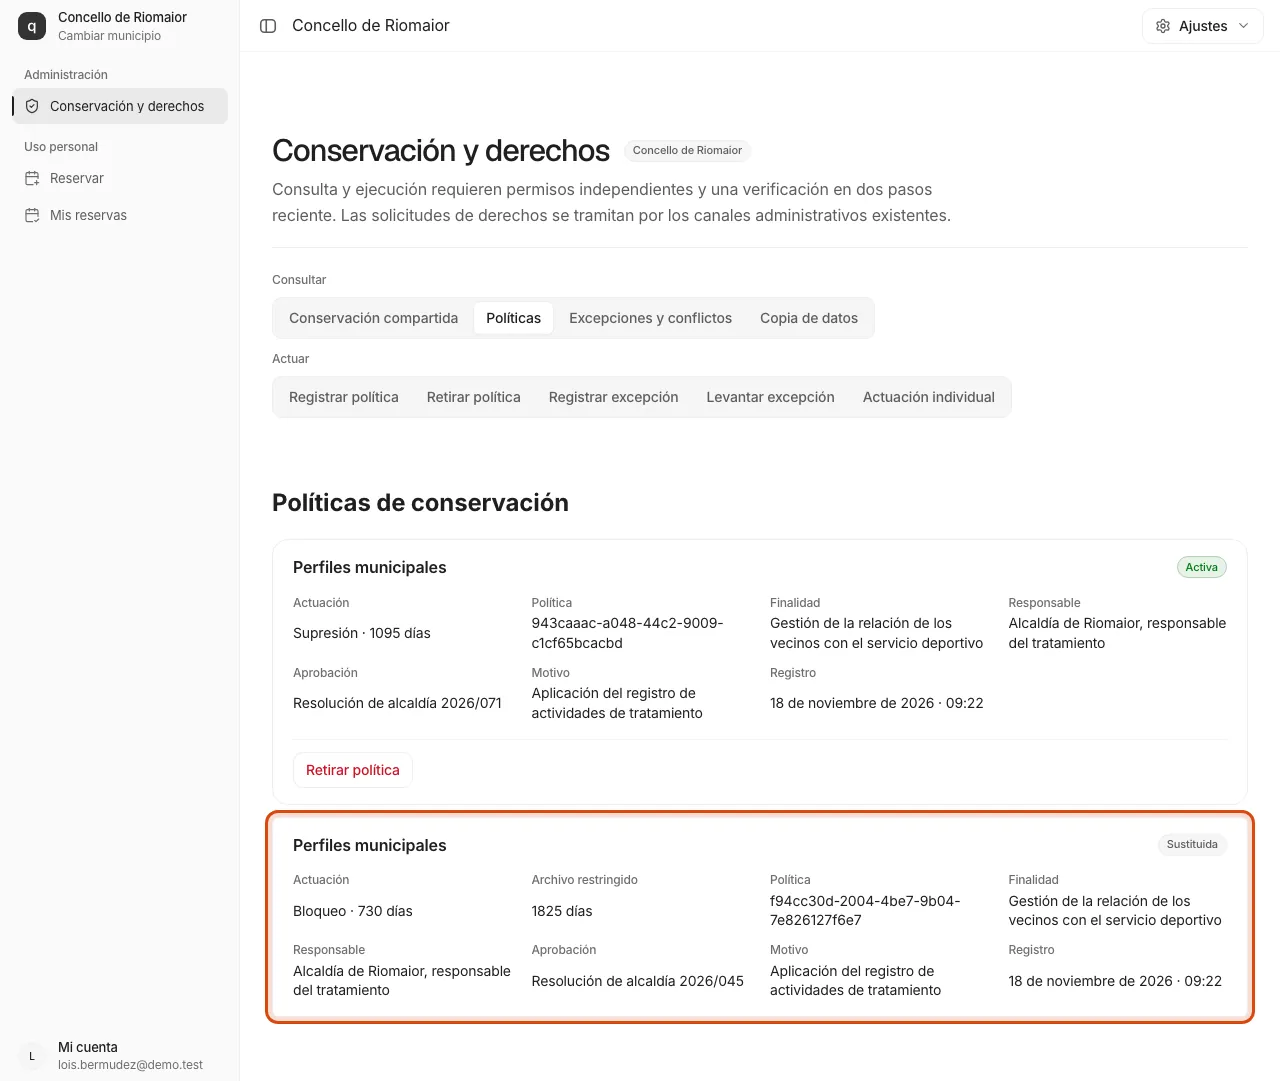 q
Concello de Riomaior
Cambiar municipio
Administración
Conservación y derechos
Uso personal
Reservar
Mis reservas
L
Mi cuenta
lois.bermudez@demo.test
Concello de Riomaior
Ajustes
Conservación y derechos
Concello de Riomaior
Consulta y ejecución requieren permisos independientes y una verificación en dos pasos
reciente. Las solicitudes de derechos se tramitan por los canales administrativos existentes.
Consultar
Conservación compartida
Políticas
Excepciones y conflictos
Copia de datos
Actuar
Registrar política
Retirar política
Registrar excepción
Levantar excepción
Actuación individual
Políticas de conservación
Perfiles municipales
Activa
Actuación
Supresión · 1095 días
Política
943caaac-a048-44c2-9009-
c1cf65bcacbd
Finalidad
Gestión de la relación de los
vecinos con el servicio deportivo
Responsable
Alcaldía de Riomaior, responsable
del tratamiento
Aprobación
Resolución de alcaldía 2026/071
Motivo
Aplicación del registro de
actividades de tratamiento
Registro
18 de noviembre de 2026 · 09:22
Retirar política
Perfiles municipales
Sustituida
Actuación
Bloqueo · 730 días
Archivo restringido
1825 días
Política
f94cc30d-2004-4be7-9b04-
7e826127f6e7
Finalidad
Gestión de la relación de los
vecinos con el servicio deportivo
Responsable
Alcaldía de Riomaior, responsable
del tratamiento
Aprobación
Resolución de alcaldía 2026/045
Motivo
Aplicación del registro de
actividades de tratamiento
Registro
18 de noviembre de 2026 · 09:22